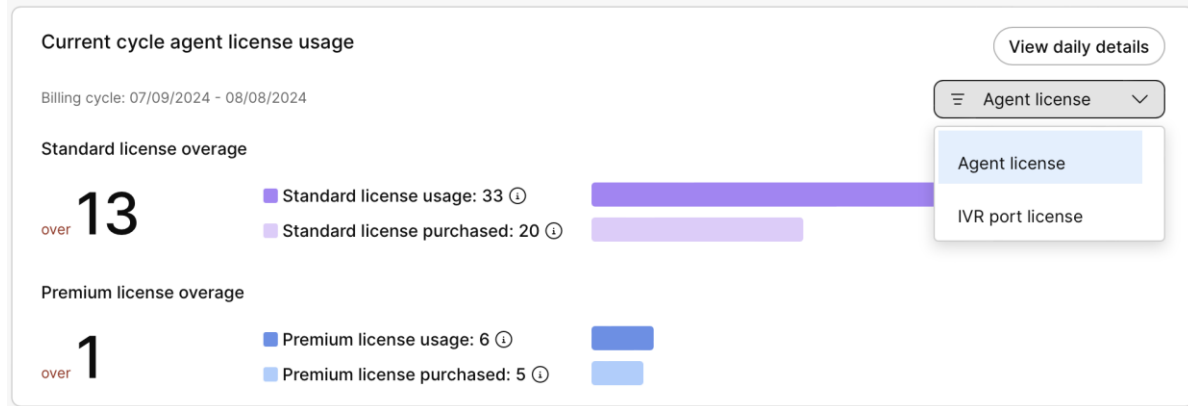 Current cycle agent license usage
View daily details
Billing cycle: 07/09/2024 - 08/08/2024
Agent license
Standard license overage
Agent license
over 13
Standard license usage: 33
IVR port license
Standard license purchased: 20
Premium license overage
over 1
Premium license usage: 6
Premium license purchased: 5